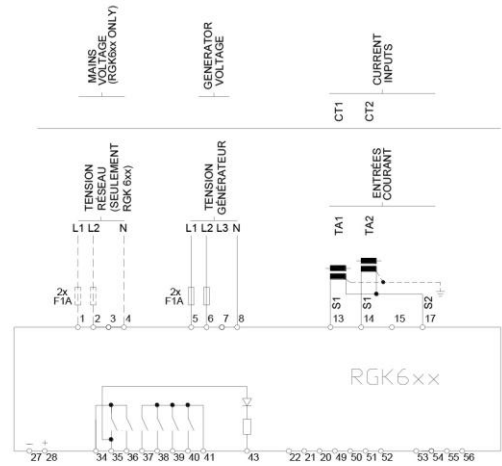 MAINS
VOLTAGE
(RGK6xx ONLY)
GENERATOR
VOLTAGE
CURRENT
INPUTS
CT1
CT2
TENSION
RÉSEAU
(SEULEMENT
RGK 6xx)
TENSION
GÉNÉRATEUR
ENTRÉES
COURANT
L1 L2 N
L1 L2 L3 N
TA1
TA2
2x
F1A
2x
F1A
S1
S1
S2
1 2 3 4
5 6 7 8
13 14 15 17
RGK6xx
– +
27 28
34 35 36 37 38 39 40 41
43
22 21 20 49 50 51 52
53 54 55 56